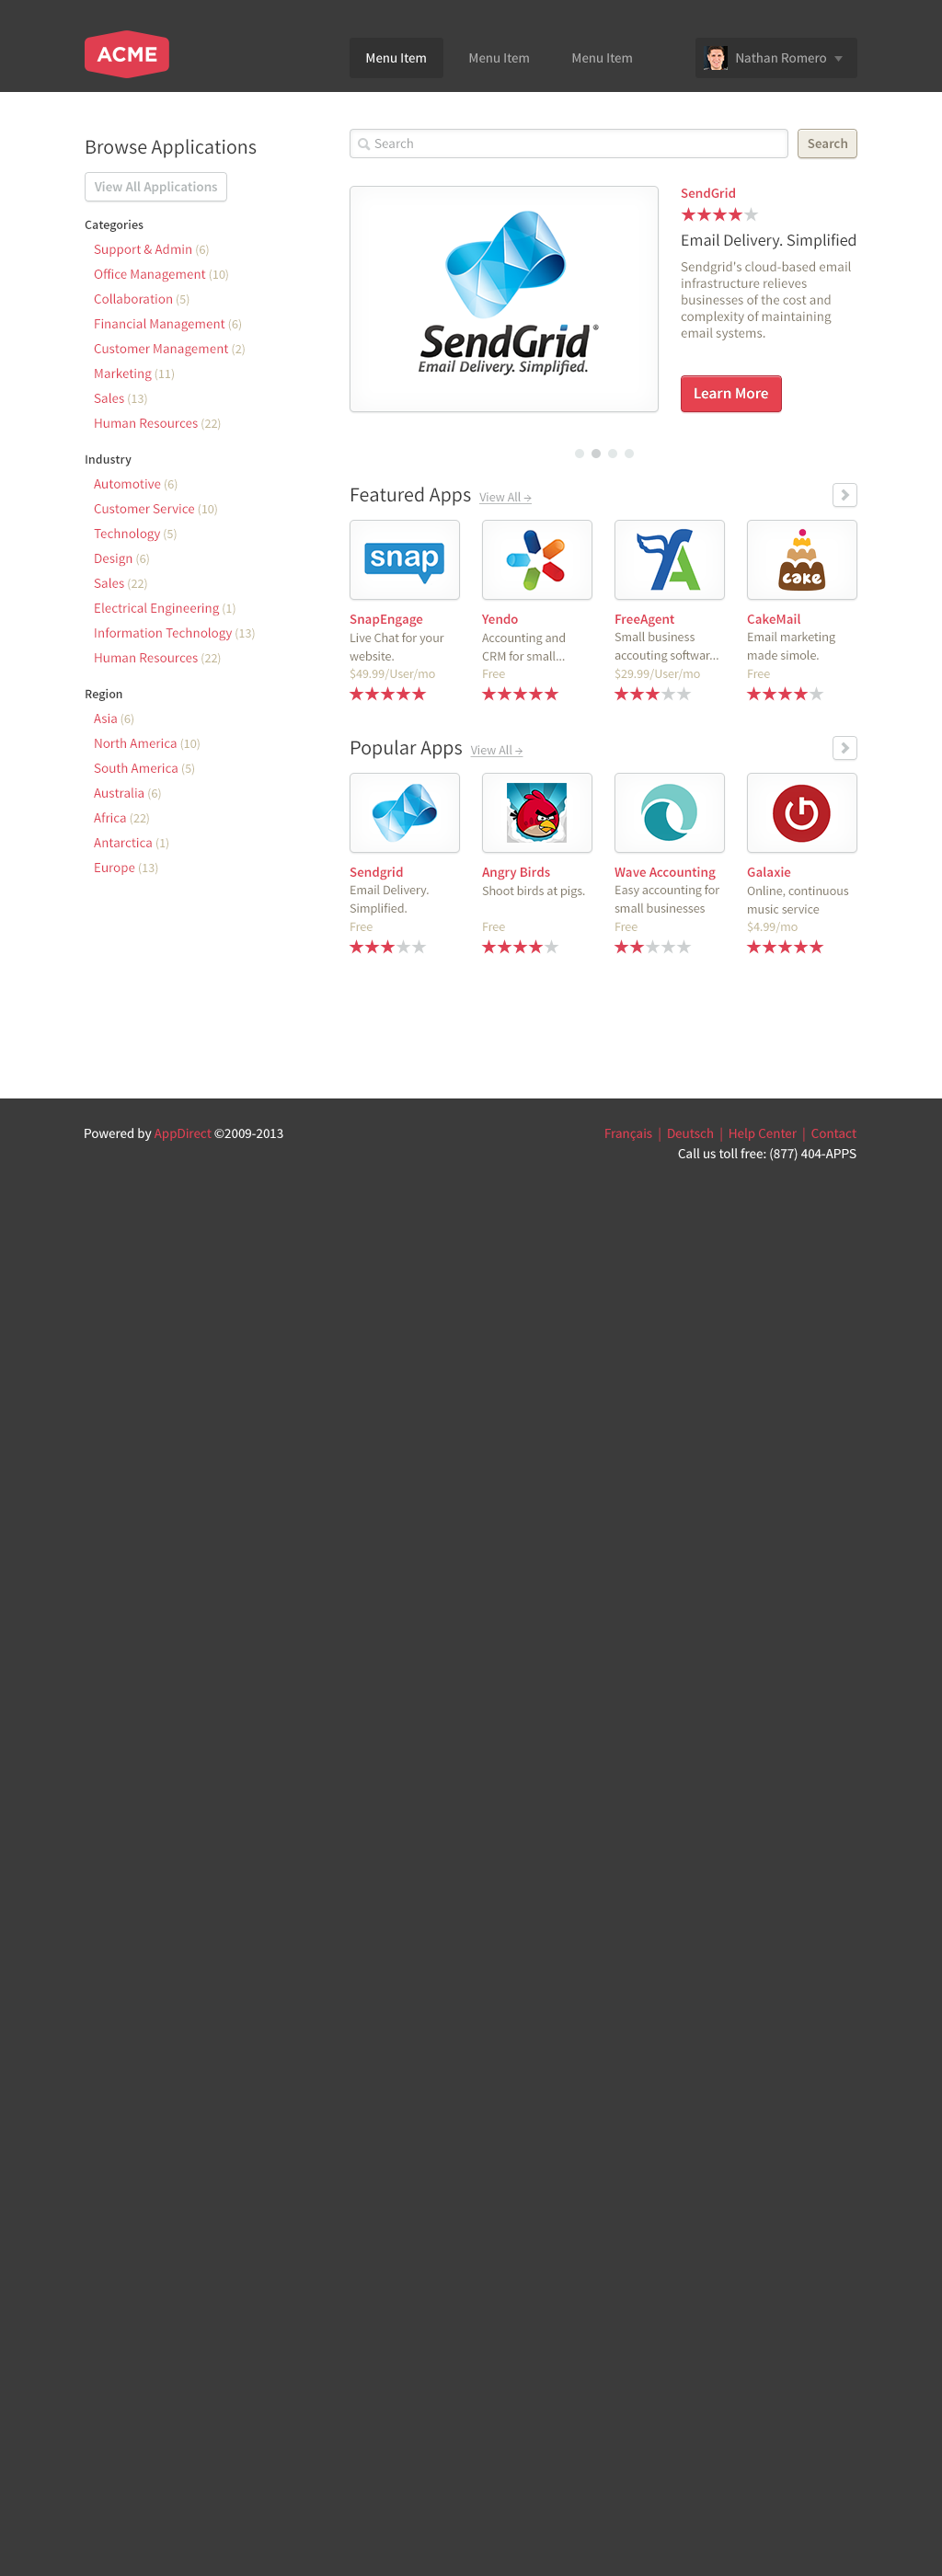 ACME
Menu Item
Menu Item
Menu Item
Nathan Romero
Browse Applications
View All Applications
Categories
Support & Admin (6)
Office Management (10)
Collaboration (5)
Financial Management (6)
Customer Management (2)
Marketing (11)
Sales (13)
Human Resources (22)
Industry
Automotive (6)
Customer Service (10)
Technology (5)
Design (6)
Sales (22)
Electrical Engineering (1)
Information Technology (13)
Human Resources (22)
Region
Asia (6)
North America (10)
South America (5)
Australia (6)
Africa (22)
Antarctica (1)
Europe (13)
Search
Search
SendGrid®
Email Delivery. Simplified.
SendGrid
Email Delivery. Simplified
Sendgrid's cloud-based email
infrastructure relieves
businesses of the cost and
complexity of maintaining
email systems.
Learn More
Featured Apps View All →
snap
SnapEngage
Live Chat for your
website.
$49.99/User/mo
Yendo
Accounting and
CRM for small...
Free
FreeAgent
Small business
accouting softwar...
$29.99/User/mo
cake
CakeMail
Email marketing
made simole.
Free
Popular Apps View All →
Sendgrid
Email Delivery.
Simplified.
Free
Angry Birds
Shoot birds at pigs.
Free
Wave Accounting
Easy accounting for
small businesses
Free
Galaxie
Online, continuous
music service
$4.99/mo
Powered by AppDirect ©2009-2013
Français | Deutsch | Help Center | Contact
Call us toll free: (877) 404-APPS